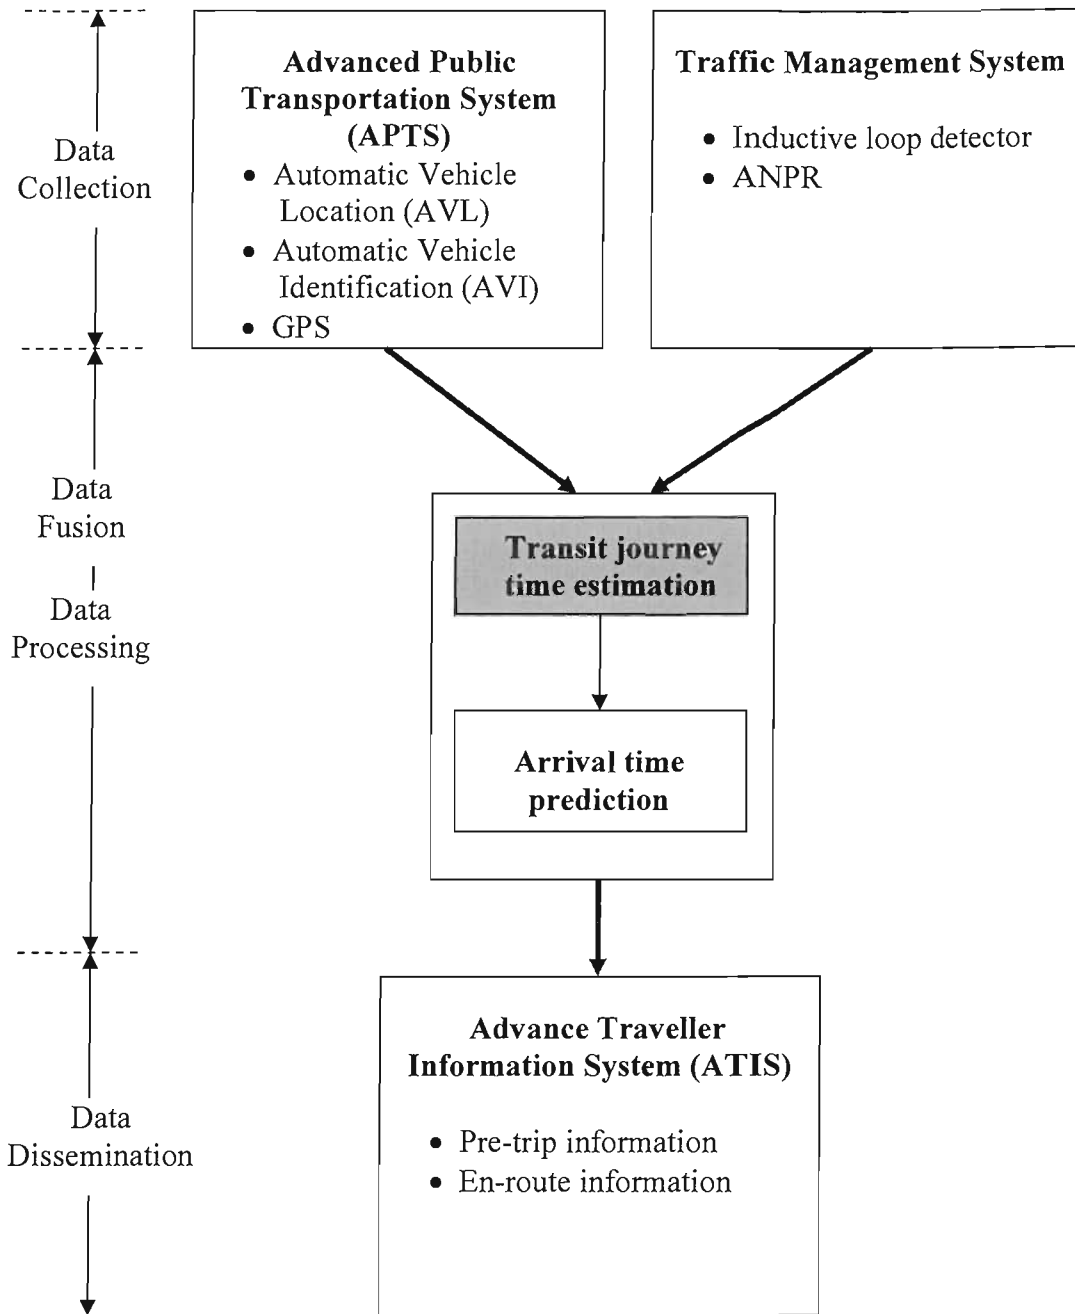 Advanced Public
Transportation System
(APTS)
• Automatic Vehicle
Location (AVL)
• Automatic Vehicle
Identification (AVI)
• GPS
Traffic Management System
• Inductive loop detector
• ANPR
Data
Collection
Data
Fusion
Data
Processing
Transit journey
time estimation
Arrival time
prediction
Advance Traveller
Information System (ATIS)
• Pre-trip information
• En-route information
Data
Dissemination